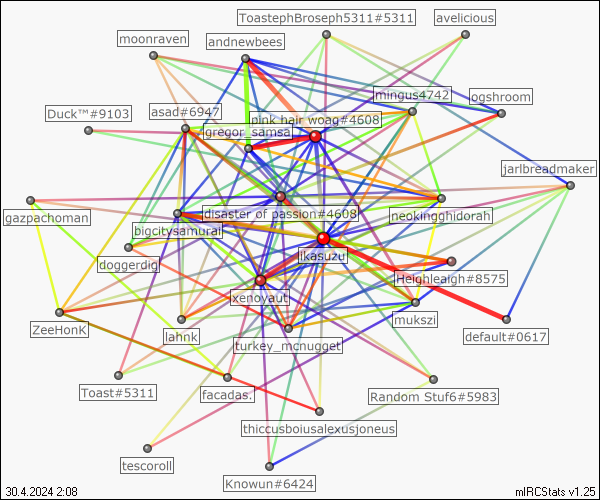 ToastephBroseph5311#5311
avelicious
moonraven
andnewbees
mingus4742
ogshroom
Duck™#9103
asad#6947
pink hair woag#4608
gregor_samsa
jarlbreadmaker
gazpachoman
disaster of passion#4608
neokingghidorah
bigcitysamurai
doggerdig
likasuzu
Heighleaigh#8575
xenoyaut
mukszi
ZeeHonK
lahnk
turkey_mcnugget
default#0617
Toast#5311
facadas.
Random Stuf6#5983
thiccusboiusalexusjoneus
tescoroll
Knowun#6424
30.4.2024 2:08
mIRCStats v1.25